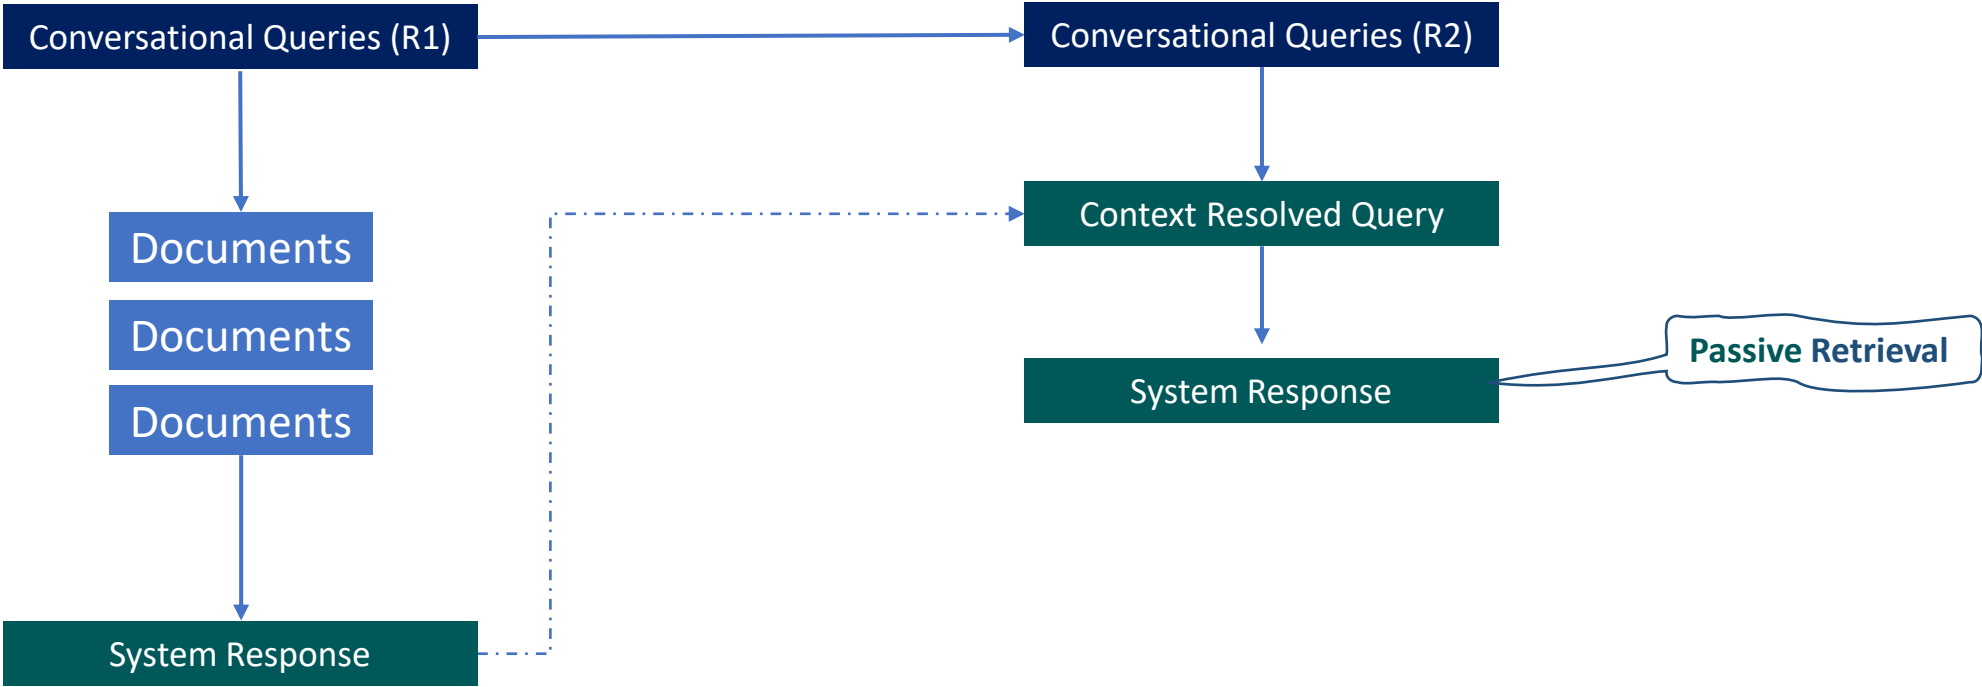 Conversational Queries (R1)
Conversational Queries (R2)
Documents
Documents
Documents
System Response
Context Resolved Query
System Response
Passive Retrieval